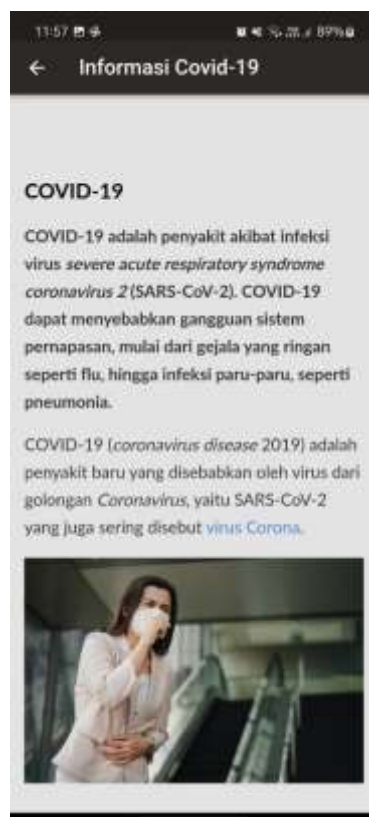 11:57
89%
Informasi Covid-19
COVID-19
COVID-19 adalah penyakit akibat infeksi
virus severe acute respiratory syndrome
coronavirus 2 (SARS-CoV-2). COVID-19
dapat menyebabkan gangguan sistem
pernapasan, mulai dari gejala yang ringan
seperti flu, hingga infeksi paru-paru, seperti
pneumonia.
COVID-19 (coronavirus disease 2019) adalah
penyakit baru yang disebabkan oleh virus dari
golongan Coronavirus, yaitu SARS-CoV-2
yang juga sering disebut virus Corona.